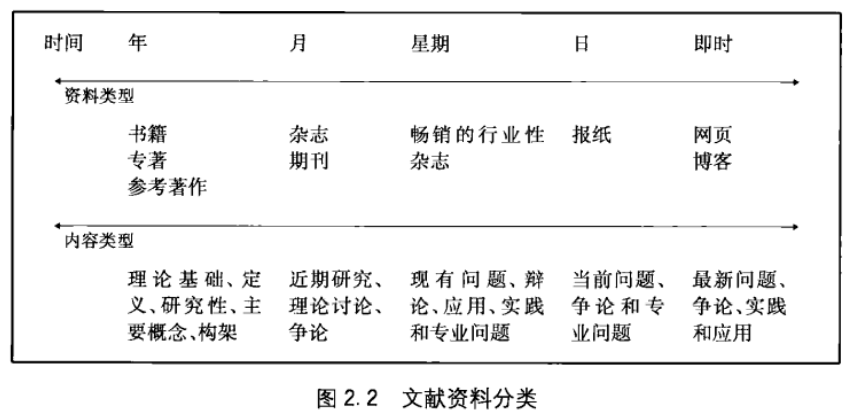 时间 年 月 星期 日 即时
资料类型
书籍 杂志 畅销的行业性 报纸 网页
专著 期刊 杂志 博客
参考著作
内容类型
理论基础、定 近期研究、 现有问题、辩 当前问题、 最新问题、
义、研究性、主 理论讨论、 论、应用、实践 争论和专 争论、实践
要概念、构架 争论 和专业问题 业问题 和应用
图 2.2 文献资料分类